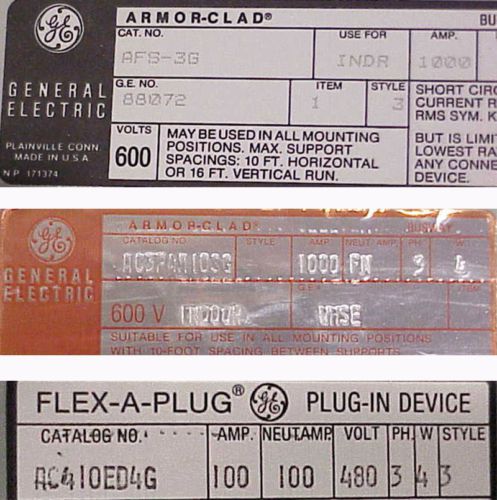 ARMOR-CLAD® BU
CAT. NO. USE FOR AMP.
AFS-3G INDR 1000
G.E. NO. ITEM STYLE
88072 1 3
GENERAL ELECTRIC
PLAINVILLE CONN.
MADE IN U.S.A
N.P. 171374
VOLTS
600
MAY BE USED IN ALL MOUNTING
POSITIONS. MAX. SUPPORT
SPACINGS: 10 FT. HORIZONTAL
OR 16 FT. VERTICAL RUN.
SHORT CIRC
CURRENT R
RMS SYM. K
BUT IS LIMI
LOWEST RA
ANY CONNE
DEVICE.
GE
ARMOR-CLAD® BUSWAY
CATALOG NO STYLE AMP NEUT AMP PH W
1000 FN 3 4
GENERAL ELECTRIC
600 V INDOOR
SUITABLE FOR USE IN ALL MOUNTING POSITIONS
WITH 10-FOOT SPACING BETWEEN SUPPORTS
FLEX-A-PLUG® GE PLUG-IN DEVICE
CATALOG NO. AMP. NEUT.AMP. VOLT PH. W STYLE
AC410ED4G 100 100 480 3 4 3